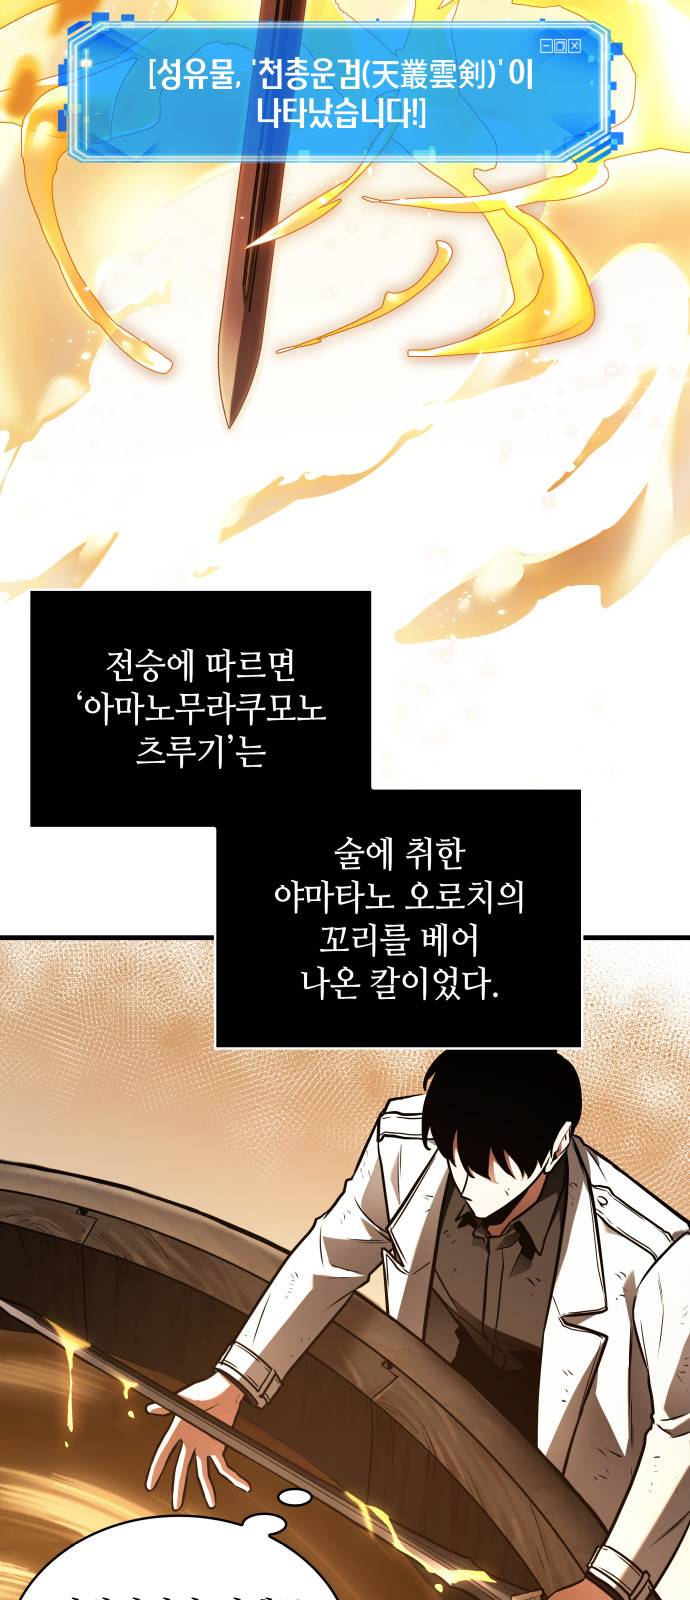 [성유물, '천총운검(天叢雲剣)' 이
나타났습니다!]
전승에 따르면
‘아마노무라쿠모노
츠루기’는
술에 취한
야마타노 오로치의
꼬리를 베어
나온 칼이었다.